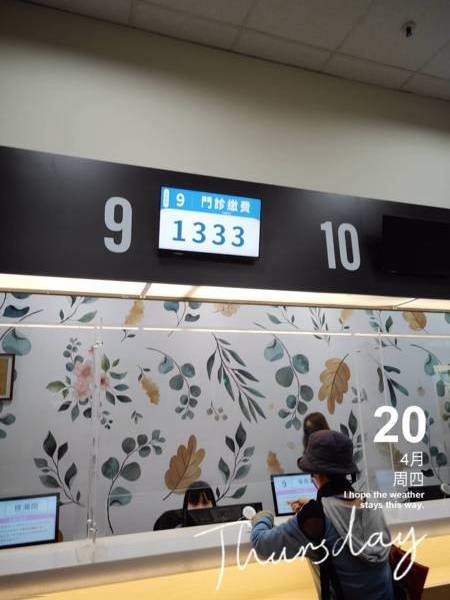 9
9 門診繳費
1333
10
20
4月
周四
I hope the weather
stays this way.
Thursday
9